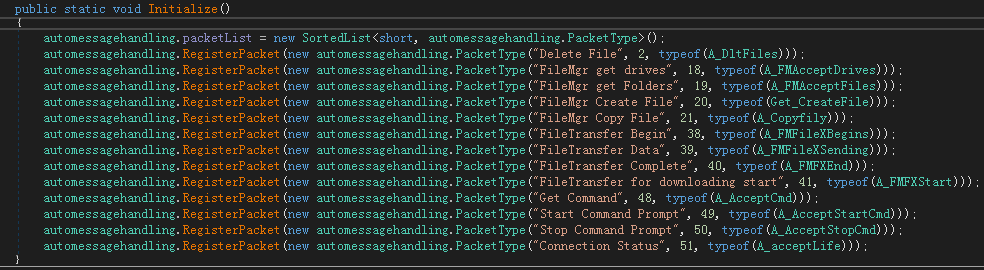 public static void Initialize()
{
automessagehandling.packetList = new SortedList<short, automessagehandling.PacketType>();
automessagehandling.RegisterPacket(new automessagehandling.PacketType("Delete File", 2, typeof(A_DltFiles)));
automessagehandling.RegisterPacket(new automessagehandling.PacketType("FileMgr get drives", 18, typeof(A_FMAcceptDrives)));
automessagehandling.RegisterPacket(new automessagehandling.PacketType("FileMgr get Folders", 19, typeof(A_FMAcceptFiles)));
automessagehandling.RegisterPacket(new automessagehandling.PacketType("FileMgr Create File", 20, typeof(Get_CreateFile)));
automessagehandling.RegisterPacket(new automessagehandling.PacketType("FileMgr Copy File", 21, typeof(A_Copyfily)));
automessagehandling.RegisterPacket(new automessagehandling.PacketType("FileTransfer Begin", 38, typeof(A_FMFileXBegins)));
automessagehandling.RegisterPacket(new automessagehandling.PacketType("FileTransfer Data", 39, typeof(A_FMFileXSending)));
automessagehandling.RegisterPacket(new automessagehandling.PacketType("FileTransfer Complete", 40, typeof(A_FMFXEnd)));
automessagehandling.RegisterPacket(new automessagehandling.PacketType("FileTransfer for downloading start", 41, typeof(A_FMFXStart)));
automessagehandling.RegisterPacket(new automessagehandling.PacketType("Get Command", 48, typeof(A_AcceptCmd)));
automessagehandling.RegisterPacket(new automessagehandling.PacketType("Start Command Prompt", 49, typeof(A_AcceptStartCmd)));
automessagehandling.RegisterPacket(new automessagehandling.PacketType("Stop Command Prompt", 50, typeof(A_AcceptStopCmd)));
automessagehandling.RegisterPacket(new automessagehandling.PacketType("Connection Status", 51, typeof(A_acceptLife)));
}